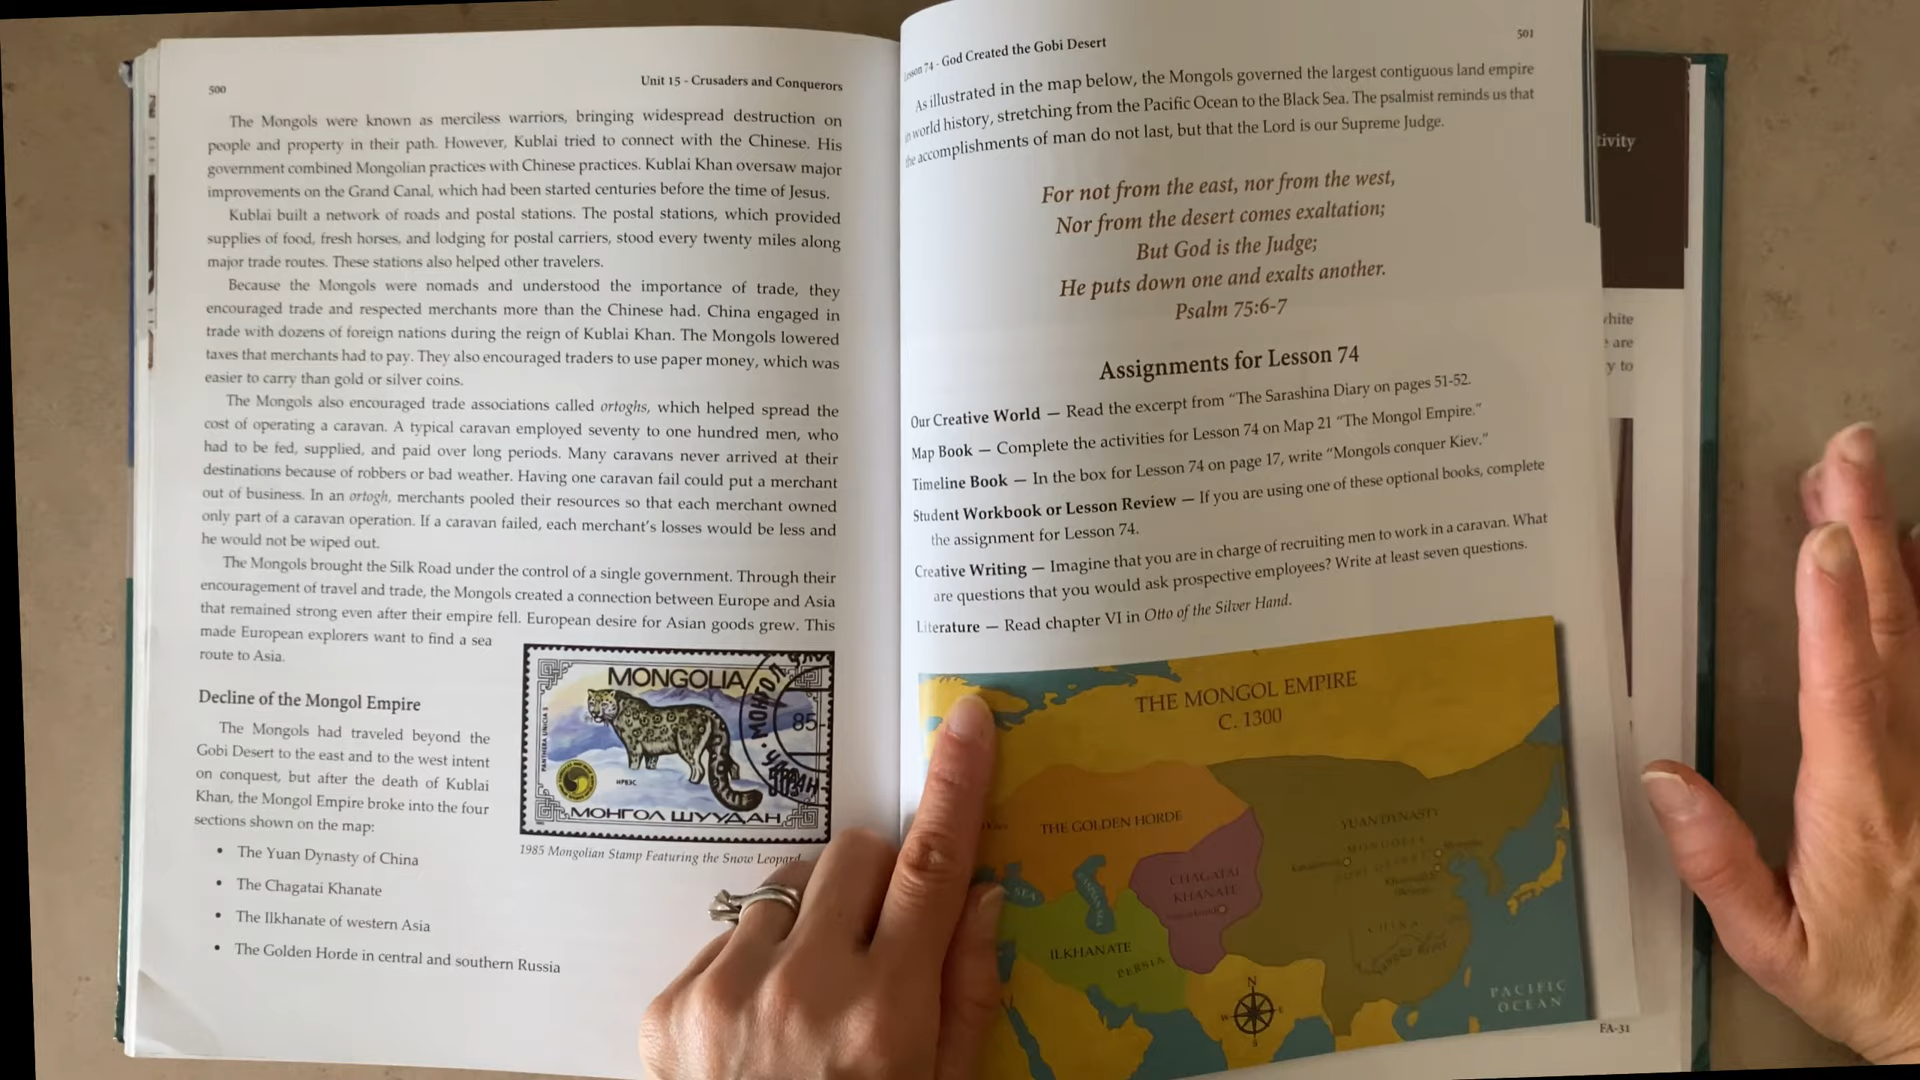 500
Unit 15 - Crusaders and Conquerors
The Mongols were known as merciless warriors, bringing widespread destruction on
people and property in their path. However, Kublai tried to connect with the Chinese. His
government combined Mongolian practices with Chinese practices. Kublai Khan oversaw major
improvements on the Grand Canal, which had been started centuries before the time of Jesus.
Kublai built a network of roads and postal stations. The postal stations, which provided
supplies of food, fresh horses, and lodging for postal carriers, stood every twenty miles along
major trade routes. These stations also helped other travelers.
Because the Mongols were nomads and understood the importance of trade, they
encouraged trade and respected merchants more than the Chinese had. China engaged in
trade with dozens of foreign nations during the reign of Kublai Khan. The Mongols lowered
taxes that merchants had to pay. They also encouraged traders to use paper money, which was
easier to carry than gold or silver coins.
The Mongols also encouraged trade associations called ortoghs, which helped spread the
cost of operating a caravan. A typical caravan employed seventy to one hundred men, who
had to be fed, supplied, and paid over long periods. Many caravans never arrived at their
destinations because of robbers or bad weather. Having one caravan fail could put a merchant
out of business. In an ortogh, merchants pooled their resources so that each merchant owned
only part of a caravan operation. If a caravan failed, each merchant's losses would be less and
he would not be wiped out.
The Mongols brought the Silk Road under the control of a single government. Through their
encouragement of travel and trade, the Mongols created a connection between Europe and Asia
that remained strong even after their empire fell. European desire for Asian goods grew. This
made European explorers want to find a sea
route to Asia.
Decline of the Mongol Empire
The Mongols had traveled beyond the
Gobi Desert to the east and to the west intent
on conquest, but after the death of Kublai
Khan, the Mongol Empire broke into the four
sections shown on the map:
• The Yuan Dynasty of China
• The Chagatai Khanate
• The Ilkhanate of western Asia
• The Golden Horde in central and southern Russia
MONGOLIA
PANTHERA UNCIA S
МОНГОЛ
85
ИРВЭС
МОНГОЛ ШУУДАН
1985 Mongolian Stamp Featuring the Snow Leopard
Lesson 74 - God Created the Gobi Desert
501
As illustrated in the map below, the Mongols governed the largest contiguous land empire
in world history, stretching from the Pacific Ocean to the Black Sea. The psalmist reminds us that
the accomplishments of man do not last, but that the Lord is our Supreme Judge.
For not from the east, nor from the west,
Nor from the desert comes exaltation;
But God is the Judge;
He puts down one and exalts another.
Psalm 75:6-7
Assignments for Lesson 74
Our Creative World — Read the excerpt from "The Sarashina Diary on pages 51-52.
Map Book — Complete the activities for Lesson 74 on Map 21 "The Mongol Empire."
Timeline Book — In the box for Lesson 74 on page 17, write "Mongols conquer Kiev."
Student Workbook or Lesson Review — If you are using one of these optional books, complete
the assignment for Lesson 74.
Creative Writing — Imagine that you are in charge of recruiting men to work in a caravan. What
are questions that you would ask prospective employees? Write at least seven questions.
Literature — Read chapter VI in Otto of the Silver Hand.
THE MONGOL EMPIRE
C. 1300
THE GOLDEN HORDE
YUAN DYNASTY
MONGOLIA
CHAGATAI
KHANATE
SEA
CASPIAN SEA
ILKHANATE
PERSIA
CHINA
N
PACIFIC
OCEAN
FA-31
tivity
white
are
y to